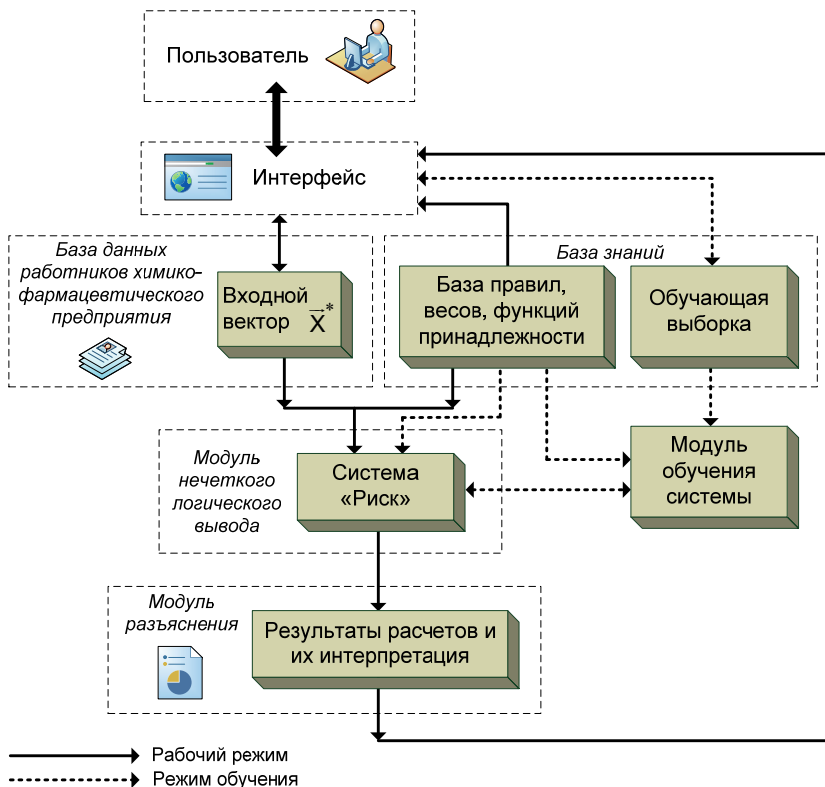 Пользователь
Интерфейс
База данных
работников химико-
фармацевтического
предприятия
Входной
вектор X*
База знаний
База правил,
весов, функций
принадлежности
Обучающая
выборка
Модуль
нечеткого
логического
вывода
Система
«Риск»
Модуль
обучения
системы
Модуль
разъяснения
Результаты расчетов и
их интерпретация
Рабочий режим
Режим обучения